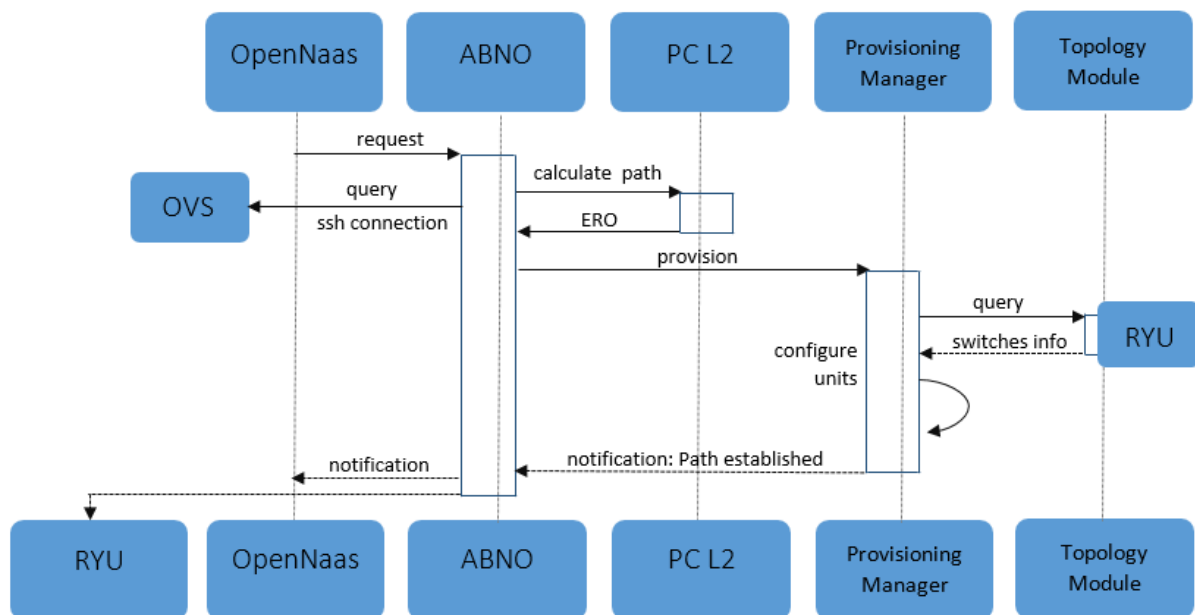 OpenNaas
ABNO
PC L2
Provisioning
Manager
Topology
Module
request
calculate path
OVS
query
ssh connection
ERO
provision
query
RYU
switches info
configure
units
notification: Path established
notification
RYU
OpenNaas
ABNO
PC L2
Provisioning
Manager
Topology
Module